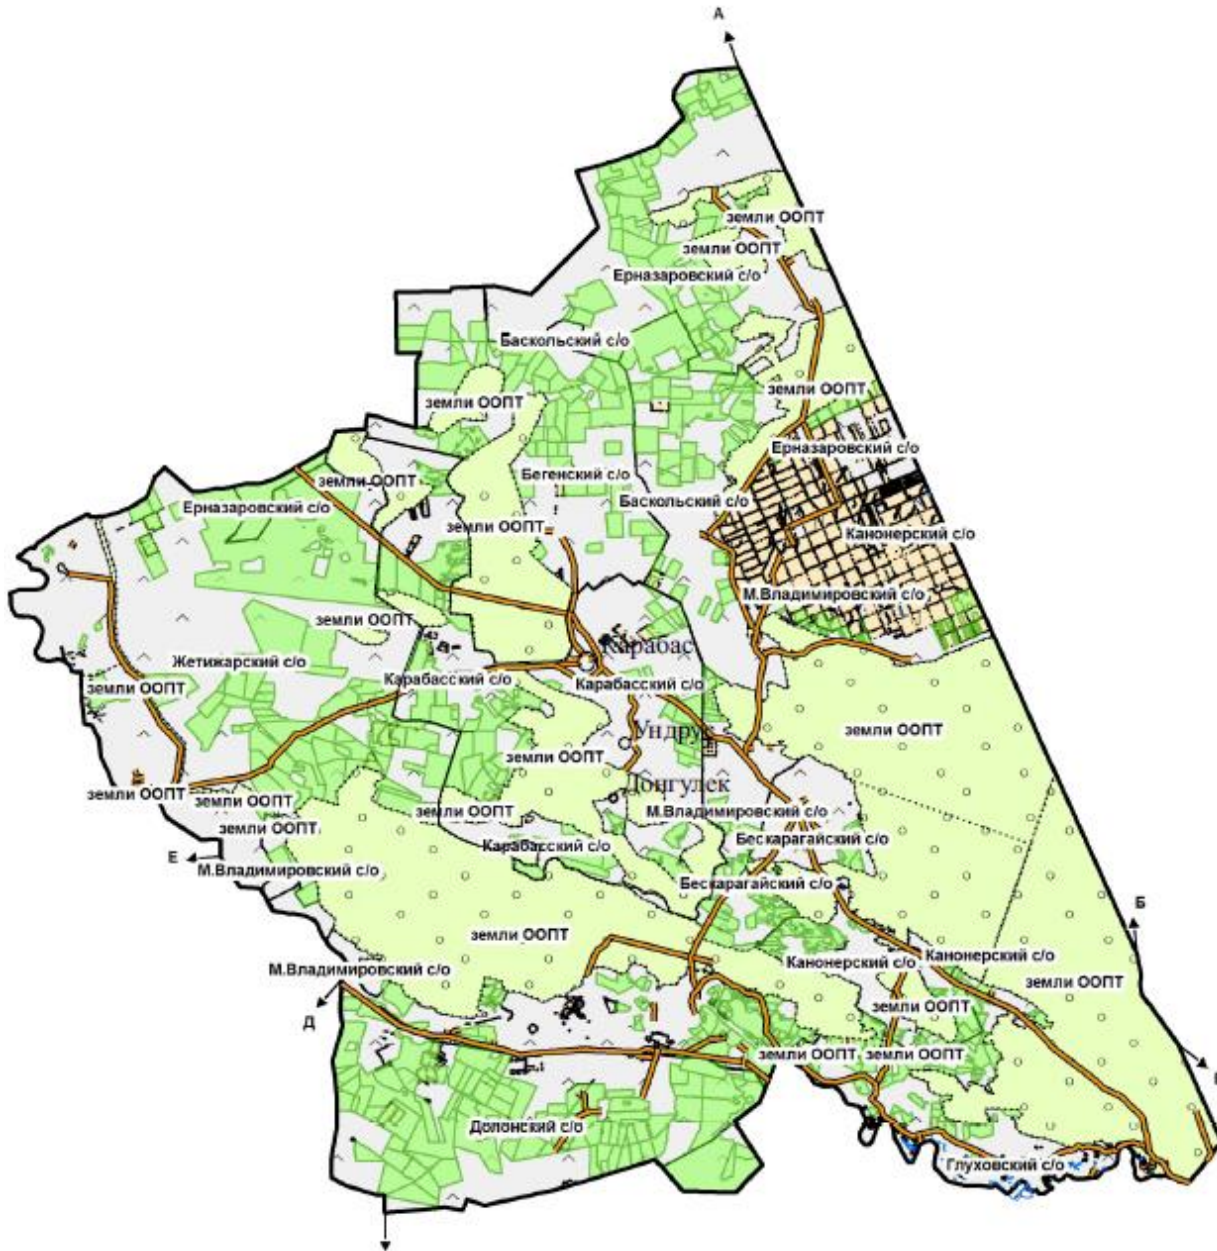 А
земли ООПТ
земли ООПТ
Ерназаровский с/о
Баскольский с/о
земли ООПТ
земли ООПТ
Ерназаровский с/о
земли ООПТ
Бегенский с/о
Баскольский с/о
Ерназаровский с/о
земли ООПТ
Канонерский с/о
М.Владимировский с/о
земли ООПТ
Карабас
Жетижарский с/о
Карабасский с/о
Карабасский с/о
земли ООПТ
Ундрус
земли ООПТ
земли ООПТ
Донгулек
земли ООПТ
земли ООПТ
земли ООПТ
М.Владимировский с/о
земли ООПТ
Бескарагайский с/о
Карабасский с/о
Е
М.Владимировский с/о
Бескарагайский с/о
Б
земли ООПТ
Канонерский с/о
Канонерский с/о
М.Владимировский с/о
земли ООПТ
земли ООПТ
Д
земли ООПТ
земли ООПТ
Долонский с/о
Глуховский с/о